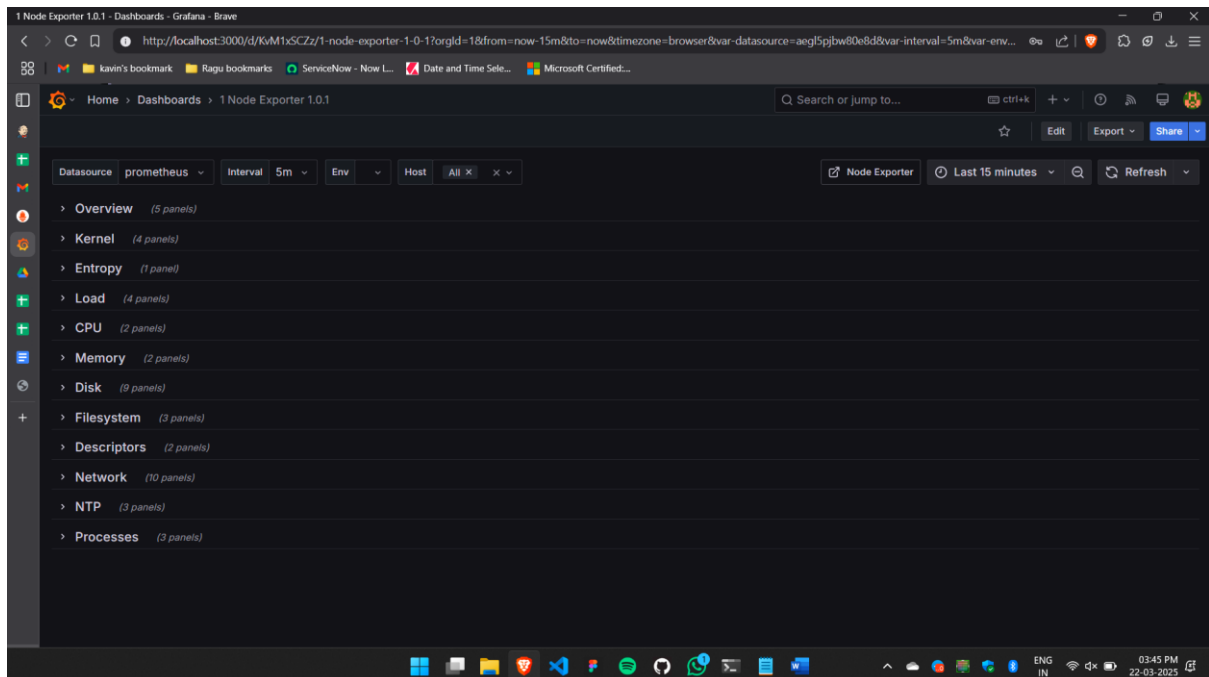 1 Node Exporter 1.0.1 - Dashboards - Grafana - Brave
http://localhost:3000/d/KvM1xSCZz/1-node-exporter-1-0-1?orgId=1&from=now-15m&to=now&timezone=browser&var-datasource=aegl5pjbw80e8d&var-interval=5m&var-env...
kavin's bookmark Ragu bookmarks ServiceNow - Now L... Date and Time Sele... Microsoft Certified:...
Home › Dashboards › 1 Node Exporter 1.0.1 Search or jump to... ctrl+k
Edit Export Share
Datasource prometheus Interval 5m Env Host All × Node Exporter Last 15 minutes Refresh
Overview (5 panels)
Kernel (4 panels)
Entropy (1 panel)
Load (4 panels)
CPU (2 panels)
Memory (2 panels)
Disk (9 panels)
Filesystem (3 panels)
Descriptors (2 panels)
Network (10 panels)
NTP (3 panels)
Processes (3 panels)
1
ENG 03:45 PM
IN 22-03-2025